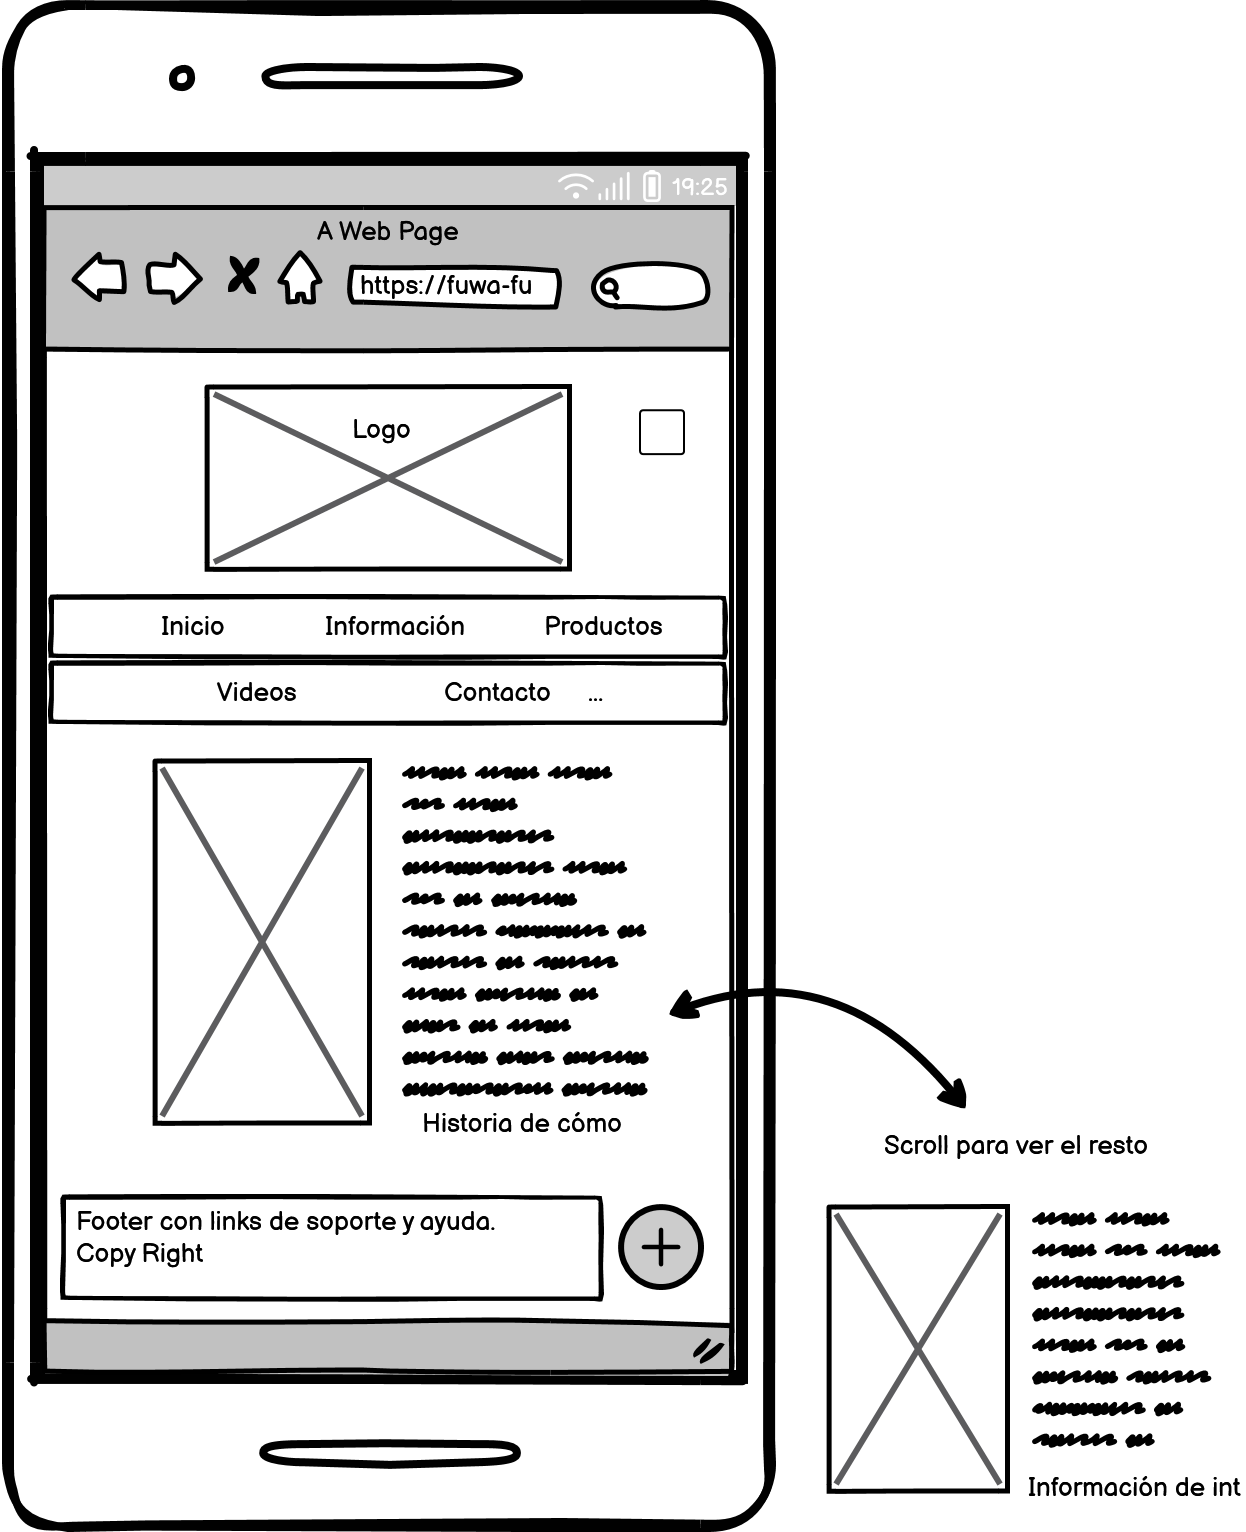 19:25
A Web Page
https://fuwa-fu
Logo
Inicio Información Productos
Videos Contacto ...
Historia de cómo
Scroll para ver el resto
Footer con links de soporte y ayuda.
Copy Right
Información de int